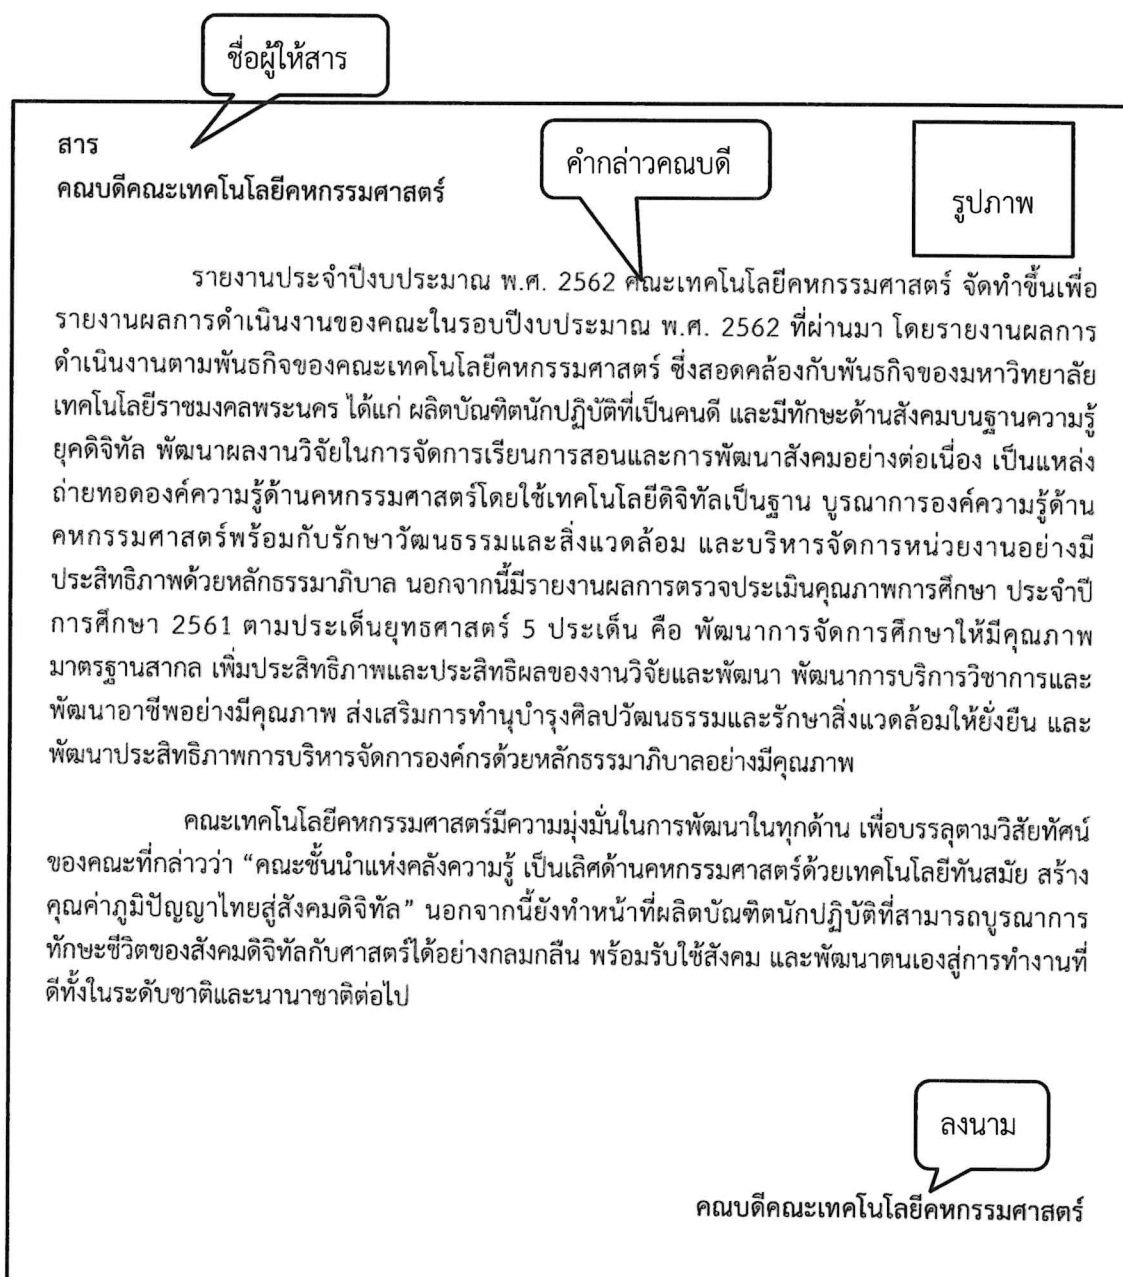 ชื่อผู้ให้สาร
สาร
คำกล่าวคณบดี
คณบดีคณะเทคโนโลยีคหกรรมศาสตร์
รูปภาพ
รายงานประจำปีงบประมาณ พ.ศ. 2562 คณะเทคโนโลยีคหกรรมศาสตร์ จัดทำขึ้นเพื่อ
รายงานผลการดำเนินงานของคณะในรอบปีงบประมาณ พ.ศ. 2562 ที่ผ่านมา โดยรายงานผลการ
ดำเนินงานตามพันธกิจของคณะเทคโนโลยีคหกรรมศาสตร์ ซึ่งสอดคล้องกับพันธกิจของมหาวิทยาลัย
เทคโนโลยีราชมงคลพระนคร ได้แก่ ผลิตบัณฑิตนักปฏิบัติที่เป็นคนดี และมีทักษะด้านสังคมบนฐานความรู้
ยุคดิจิทัล พัฒนาผลงานวิจัยในการจัดการเรียนการสอนและการพัฒนาสังคมอย่างต่อเนื่อง เป็นแหล่ง
ถ่ายทอดองค์ความรู้ด้านคหกรรมศาสตร์โดยใช้เทคโนโลยีดิจิทัลเป็นฐาน บูรณาการองค์ความรู้ด้าน
คหกรรมศาสตร์พร้อมกับรักษาวัฒนธรรมและสิ่งแวดล้อม และบริหารจัดการหน่วยงานอย่างมี
ประสิทธิภาพด้วยหลักธรรมาภิบาล นอกจากนี้มีรายงานผลการตรวจประเมินคุณภาพการศึกษา ประจำปี
การศึกษา 2561 ตามประเด็นยุทธศาสตร์ 5 ประเด็น คือ พัฒนาการจัดการศึกษาให้มีคุณภาพ
มาตรฐานสากล เพิ่มประสิทธิภาพและประสิทธิผลของงานวิจัยและพัฒนา พัฒนาการบริการวิชาการและ
พัฒนาอาชีพอย่างมีคุณภาพ ส่งเสริมการทำนุบำรุงศิลปวัฒนธรรมและรักษาสิ่งแวดล้อมให้ยั่งยืน และ
พัฒนาประสิทธิภาพการบริหารจัดการองค์กรด้วยหลักธรรมาภิบาลอย่างมีคุณภาพ
คณะเทคโนโลยีคหกรรมศาสตร์มีความมุ่งมั่นในการพัฒนาในทุกด้าน เพื่อบรรลุตามวิสัยทัศน์
ของคณะที่กล่าวว่า “คณะชั้นนำแห่งคลังความรู้ เป็นเลิศด้านคหกรรมศาสตร์ด้วยเทคโนโลยีทันสมัย สร้าง
คุณค่าภูมิปัญญาไทยสู่สังคมดิจิทัล” นอกจากนี้ยังทำหน้าที่ผลิตบัณฑิตนักปฏิบัติที่สามารถบูรณาการ
ทักษะชีวิตของสังคมดิจิทัลกับศาสตร์ได้อย่างกลมกลืน พร้อมรับใช้สังคม และพัฒนาตนเองสู่การทำงานที่
ดีทั้งในระดับชาติและนานาชาติต่อไป
ลงนาม
คณบดีคณะเทคโนโลยีคหกรรมศาสตร์